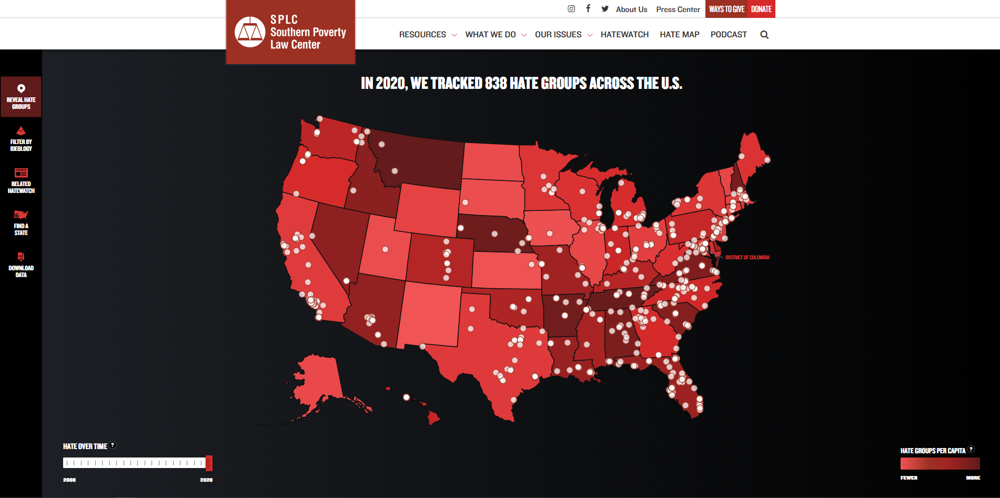 About Us
Press Center
WAYS TO GIVE
DONATE
SPLC
Southern Poverty
Law Center
RESOURCES
WHAT WE DO
OUR ISSUES
HATEWATCH
HATE MAP
PODCAST
IN 2020, WE TRACKED 838 HATE GROUPS ACROSS THE U.S.
REVEAL HATE
GROUPS
FILTER BY
IDEOLOGY
RELATED
HATEWATCH
FIND A
STATE
DOWNLOAD
DATA
DISTRICT OF COLUMBIA
HATE OVER TIME ?
2000
2020
HATE GROUPS PER CAPITA ?
FEWER
MORE